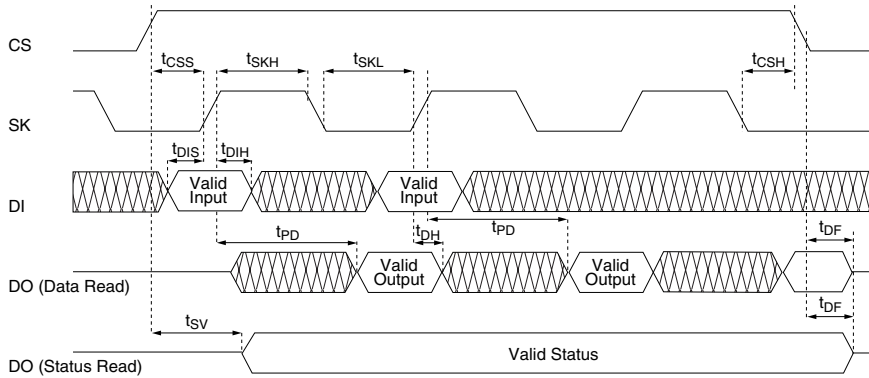 CS
tCSS
tSKH
tSKL
tCSH
SK
tDIS
tDIH
DI
Valid
Input
Valid
Input
tPD
tDH
tPD
tDF
DO (Data Read)
Valid
Output
Valid
Output
tDF
tSV
DO (Status Read)
Valid Status